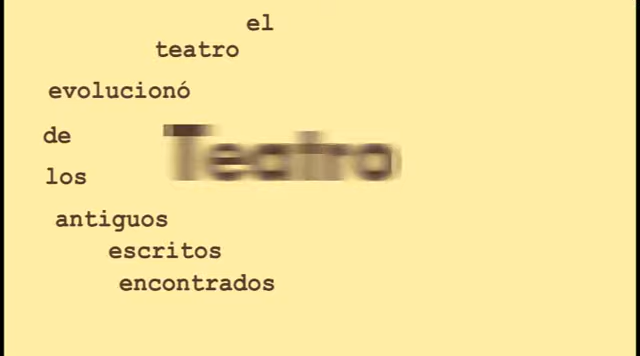 el
teatro
evolucionó
de
Teatro
los
antiguos
escritos
encontrados